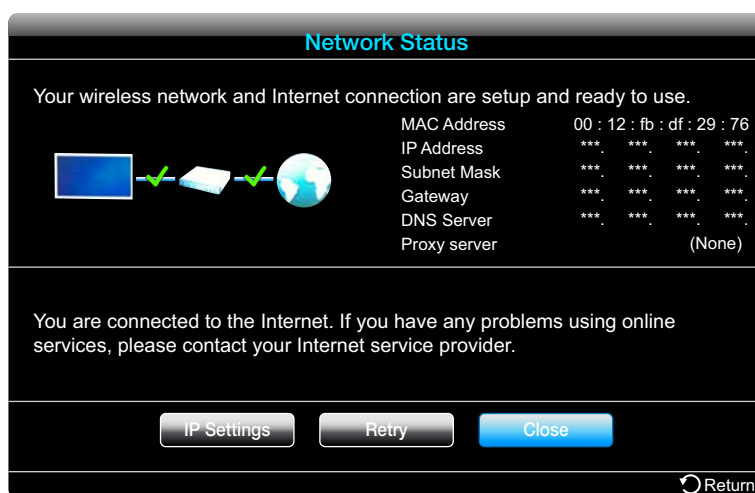 Network Status
Your wireless network and Internet connection are setup and ready to use.
MAC Address 00 : 12 : fb : df : 29 : 76
IP Address ***. ***. ***. ***.
Subnet Mask ***. ***. ***. ***.
Gateway ***. ***. ***. ***.
DNS Server ***. ***. ***. ***.
Proxy server (None)
You are connected to the Internet. If you have any problems using online
services, please contact your Internet service provider.
IP Settings Retry Close
Return